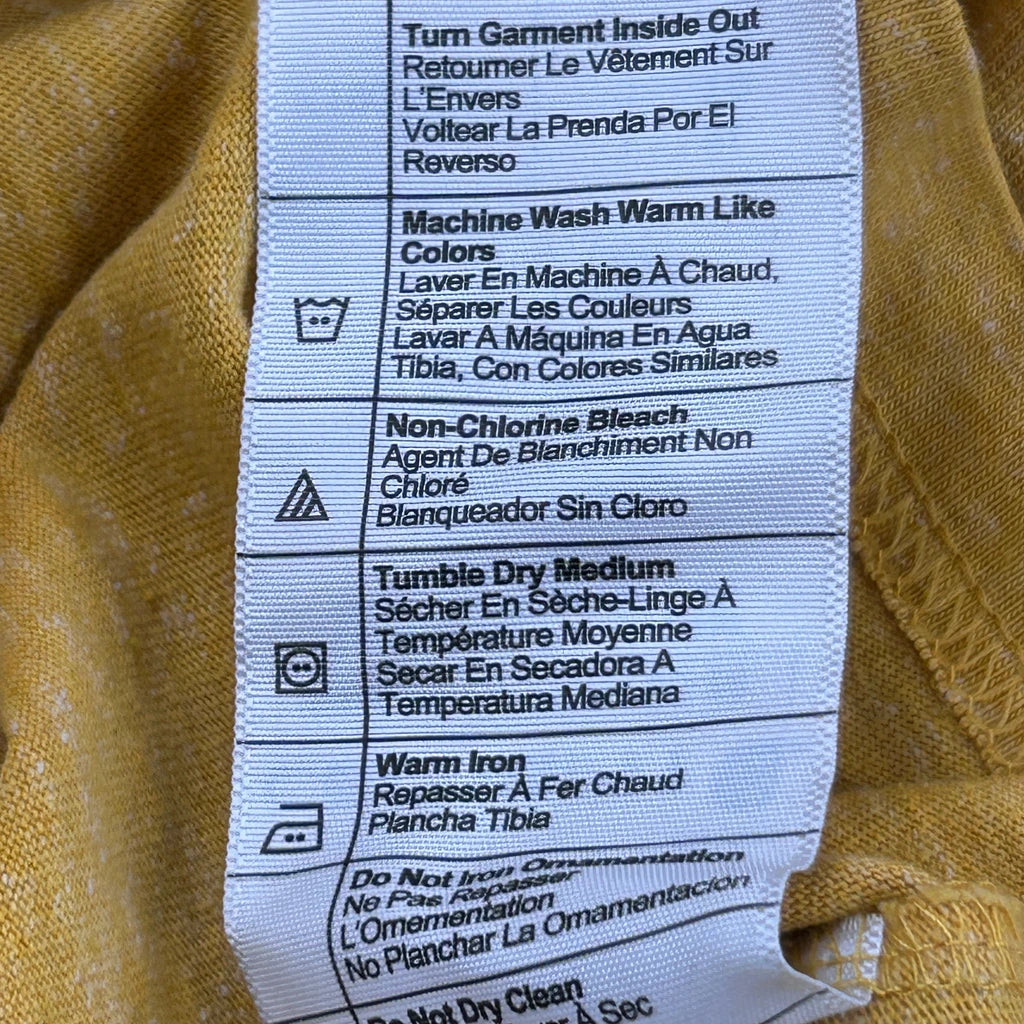 Turn Garment Inside Out
Retourner Le Vêtement Sur
L'Envers
Voltear La Prenda Por El
Reverso
Machine Wash Warm Like
Colors
Laver En Machine À Chaud,
Séparer Les Couleurs
Lavar A Máquina En Agua
Tibia, Con Colores Similares
Non-Chlorine Bleach
Agent De Blanchiment Non
Chloré
Blanqueador Sin Cloro
Tumble Dry Medium
Sécher En Sèche-Linge À
Température Moyenne
Secar En Secadora A
Temperatura Mediana
Warm Iron
Repasser À Fer Chaud
Plancha Tibia
Do Not Iron Ornamentation
Ne Pas Repasser
L'Ornementation
No Planchar La Ornamentacíon
Do Not Dry Clean
À Sec